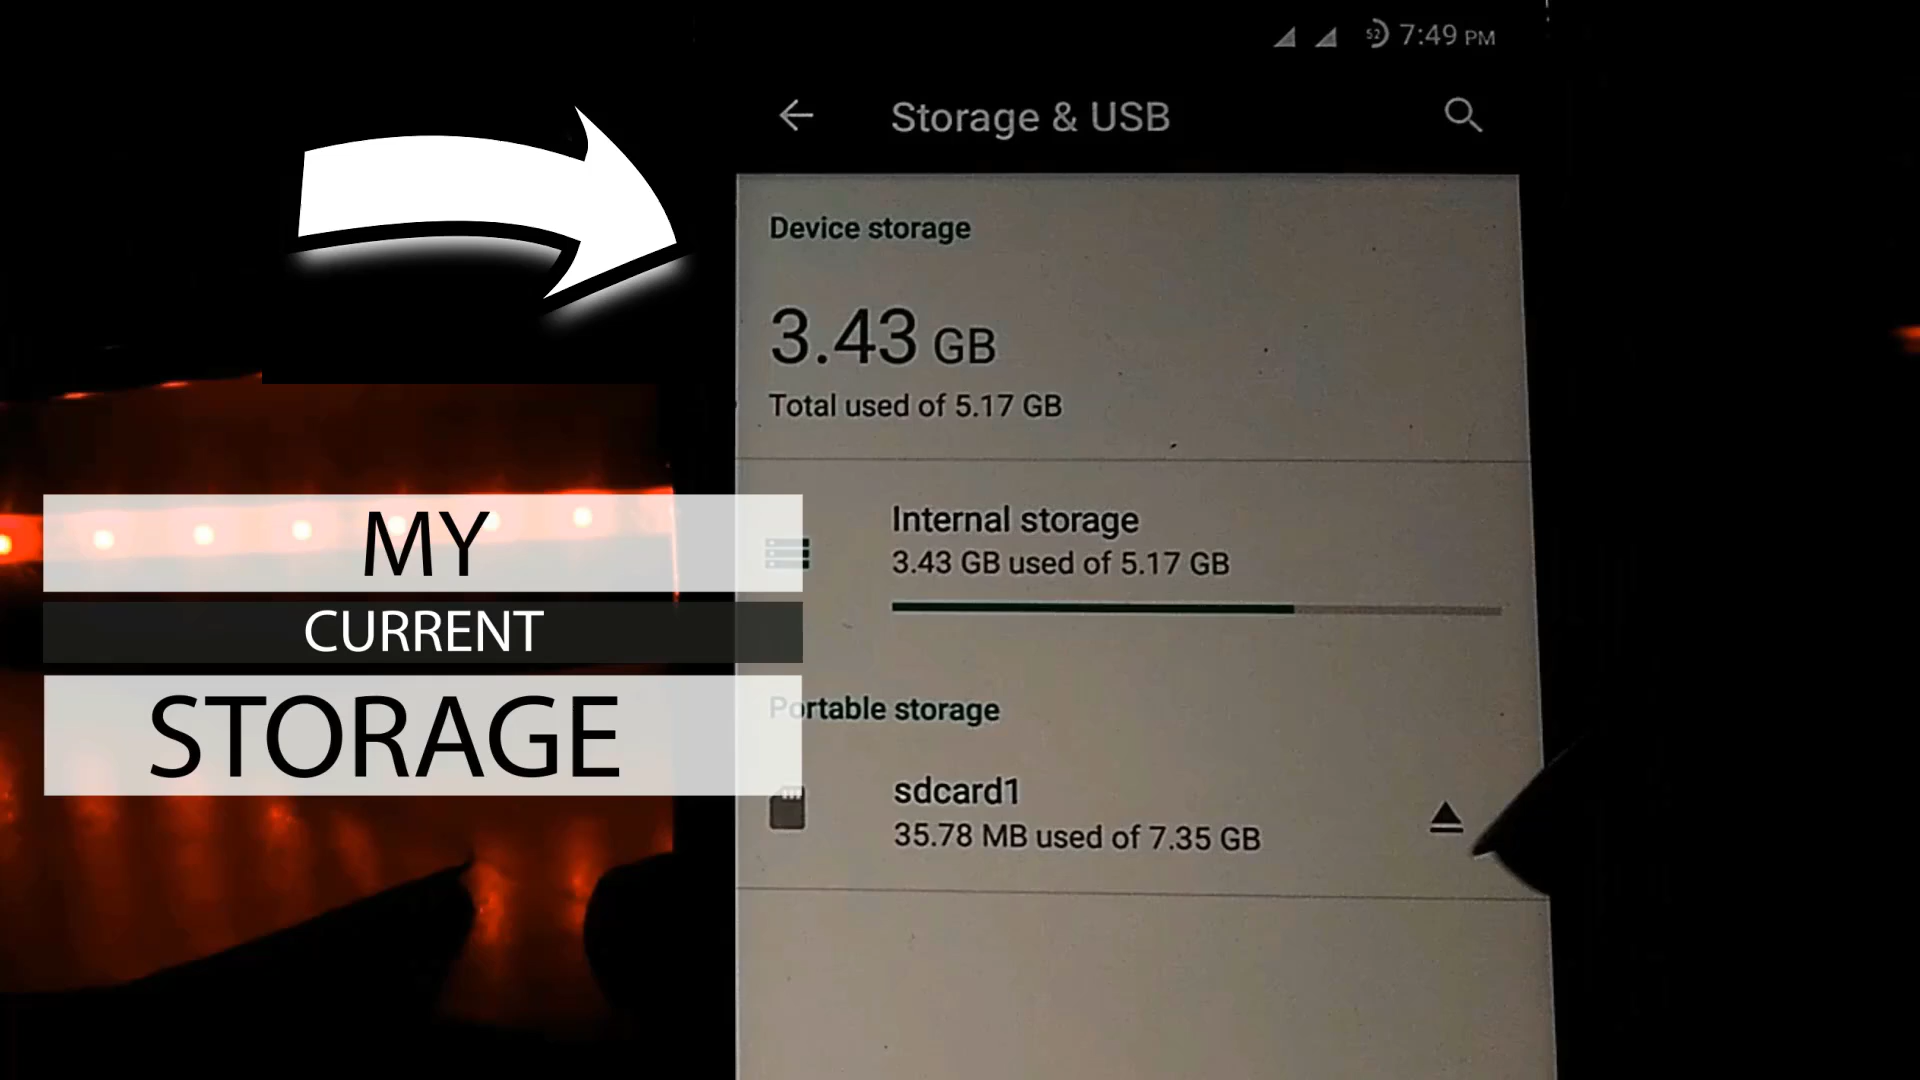 52 7:49 PM
Storage & USB
Device storage
3.43 GB
Total used of 5.17 GB
Internal storage
3.43 GB used of 5.17 GB
Portable storage
sdcard1
35.78 MB used of 7.35 GB
MY
CURRENT
STORAGE